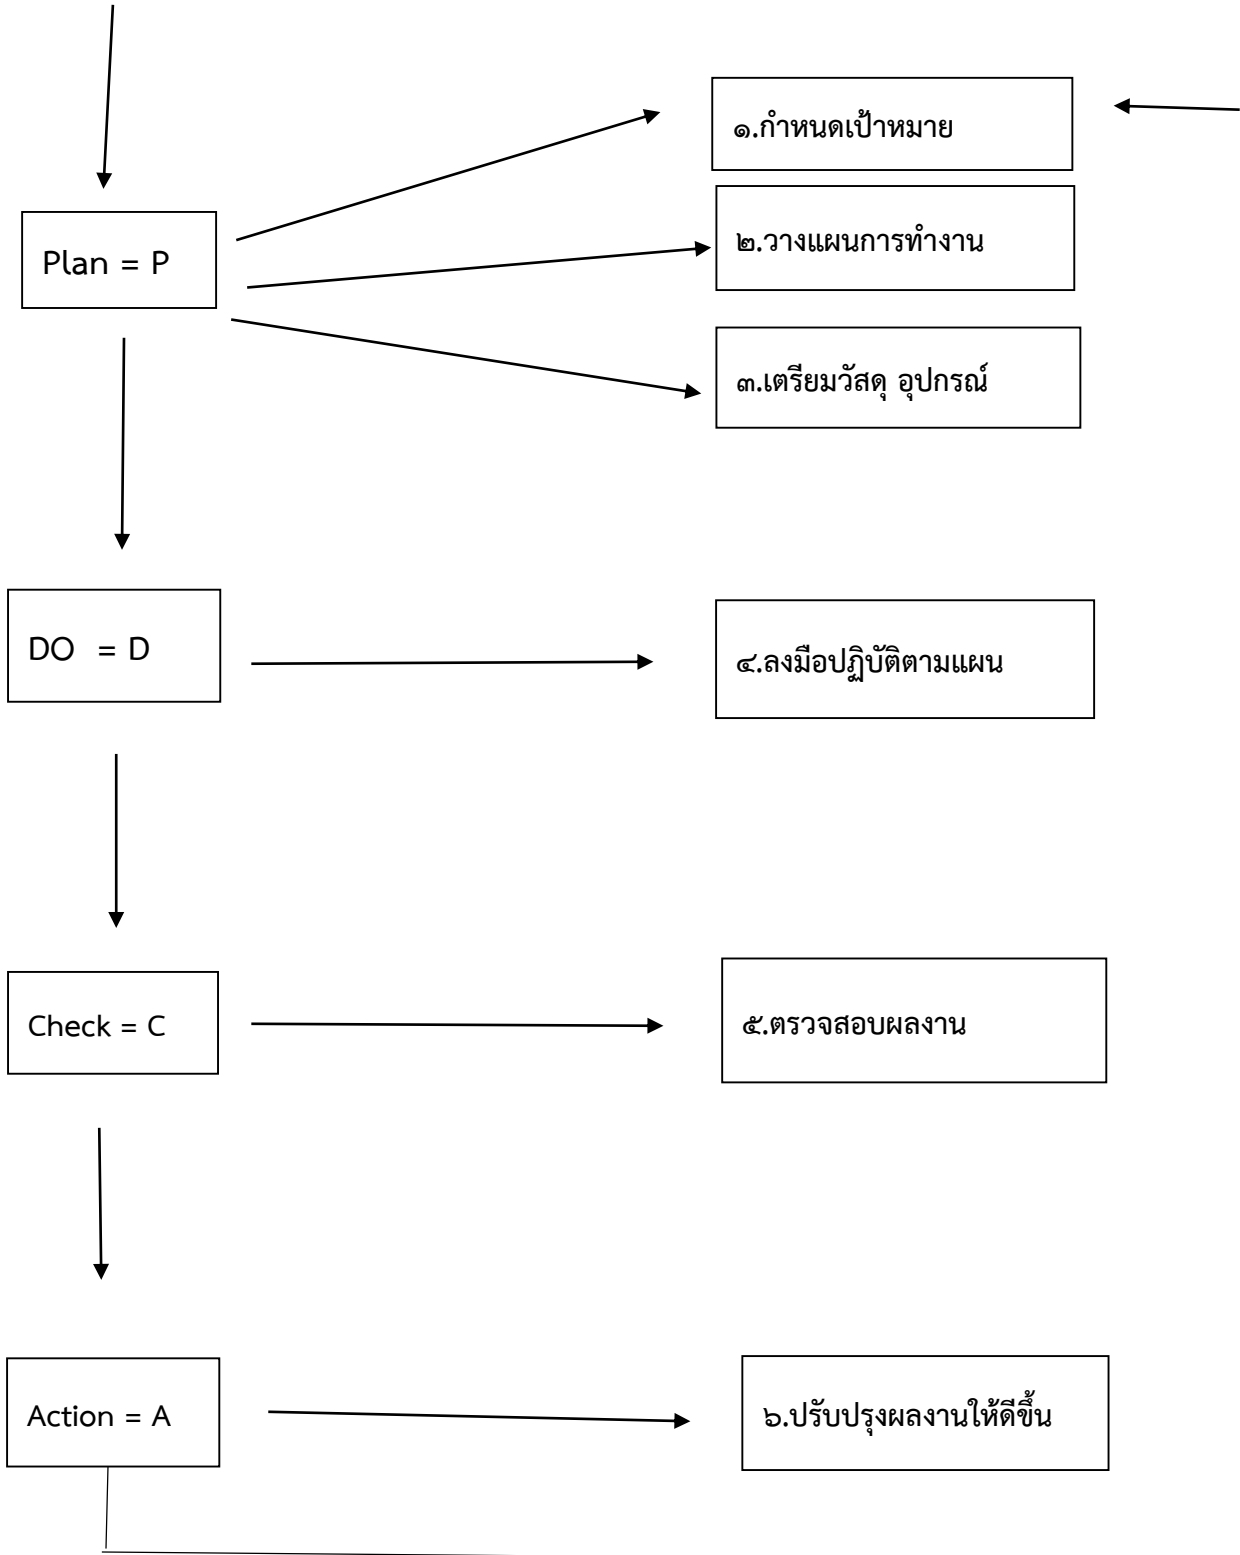 Plan = P
๑.กำหนดเป้าหมาย
๒.วางแผนการทำงาน
๓.เตรียมวัสดุ อุปกรณ์
DO = D
๔.ลงมือปฏิบัติตามแผน
Check = C
๕.ตรวจสอบผลงาน
Action = A
๖.ปรับปรุงผลงานให้ดีขึ้น